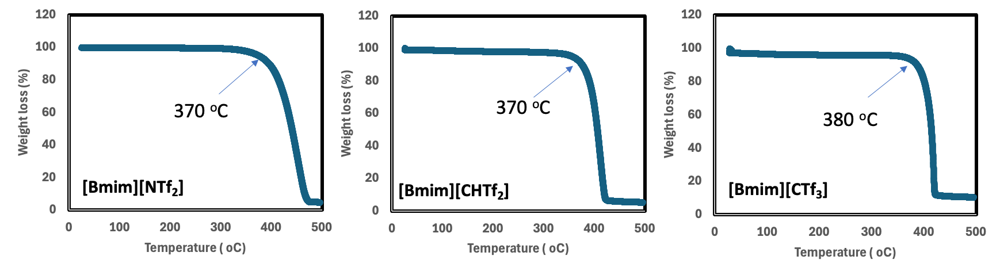 120
100
80
60
40
20
0
Weight loss (%)
370 °C
[Bmim][NTf₂]
0 100 200 300 400 500
Temperature ( oC)
120
100
80
60
40
20
0
Weight loss (%)
370 °C
[Bmim][CHTf₂]
0 100 200 300 400 500
Temperature ( oC)
120
100
80
60
40
20
0
Weight loss (%)
380 °C
[Bmim][CTf₃]
0 100 200 300 400 500
Temperature ( oC)